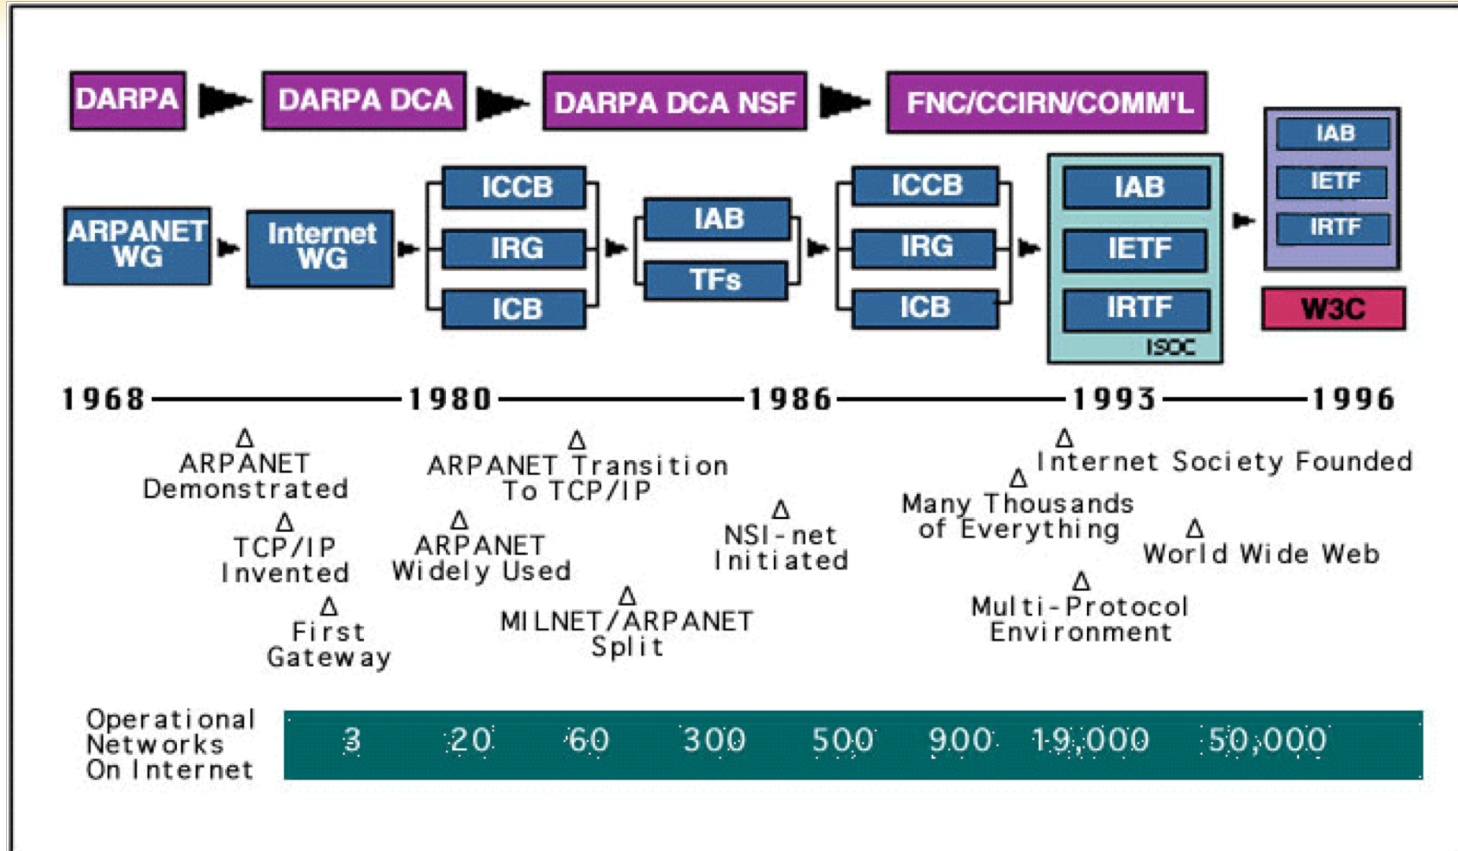 DARPA
DARPA DCA
DARPA DCA NSF
FNC/CCIRN/COMM'L
ARPANET
WG
Internet
WG
ICCB
IRG
ICB
IAB
TFs
ICCB
IRG
ICB
IAB
IETF
IRTF
ISOC
IAB
IETF
IRTF
W3C
1968
1980
1986
1993
1996
Δ
ARPANET
Demonstrated
Δ
TCP/IP
Invented
Δ
First
Gateway
Δ
ARPANET Transition
To TCP/IP
Δ
ARPANET
Widely Used
Δ
MILNET/ARPANET
Split
Δ
NSI-net
Initiated
Δ
Internet Society Founded
Δ
Many Thousands
of Everything
Δ
World Wide Web
Δ
Multi-Protocol
Environment
Operational
Networks
On Internet
3 20 60 300 500 900 19,000 50,000